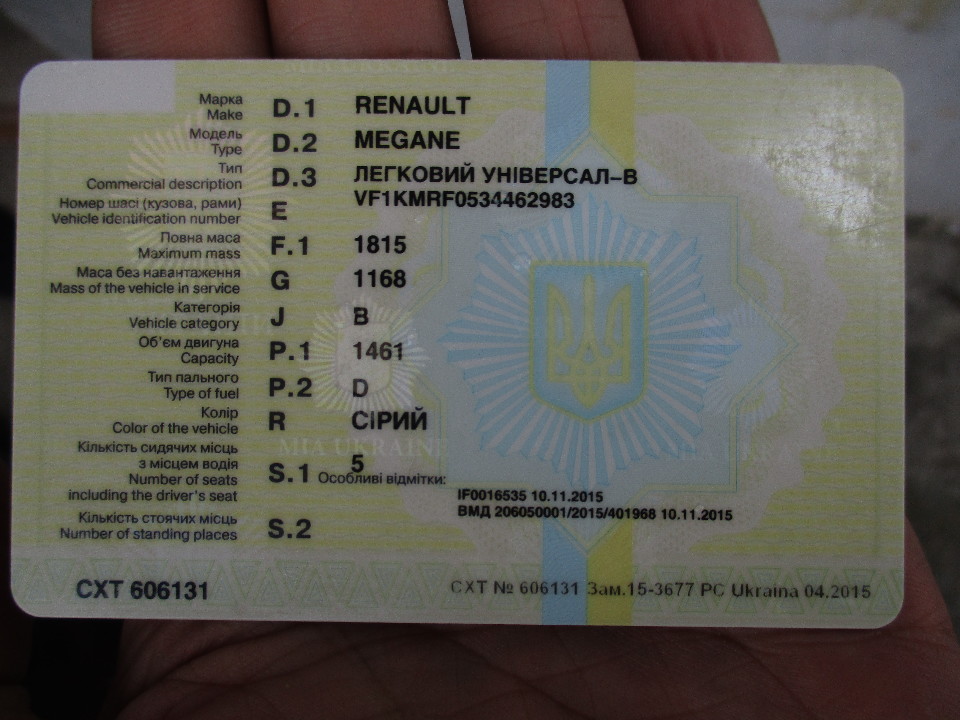 Марка
Make D.1 RENAULT
Модель
Type D.2 MEGANE
Тип
Commercial description D.3 ЛЕГКОВИЙ УНІВЕРСАЛ-В
Номер шасі (кузова, рами)
Vehicle identification number E VF1KMRF0534462983
Повна маса
Maximum mass F.1 1815
Маса без навантаження
Mass of the vehicle in service G 1168
Категорія
Vehicle category J B
Об'єм двигуна
Capacity P.1 1461
Тип пального
Type of fuel P.2 D
Колір
Color of the vehicle R СІРИЙ
MIA UKRAINE
Кількість сидячих місць
з місцем водія
Number of seats
including the driver's seat S.1 5
Особливі відмітки:
IF0016535 10.11.2015
ВМД 206050001/2015/401968 10.11.2015
Кількість стоячих місць
Number of standing places S.2
СХТ 606131
СХТ № 606131 Зам.15-3677 РС Ukraina 04.2015